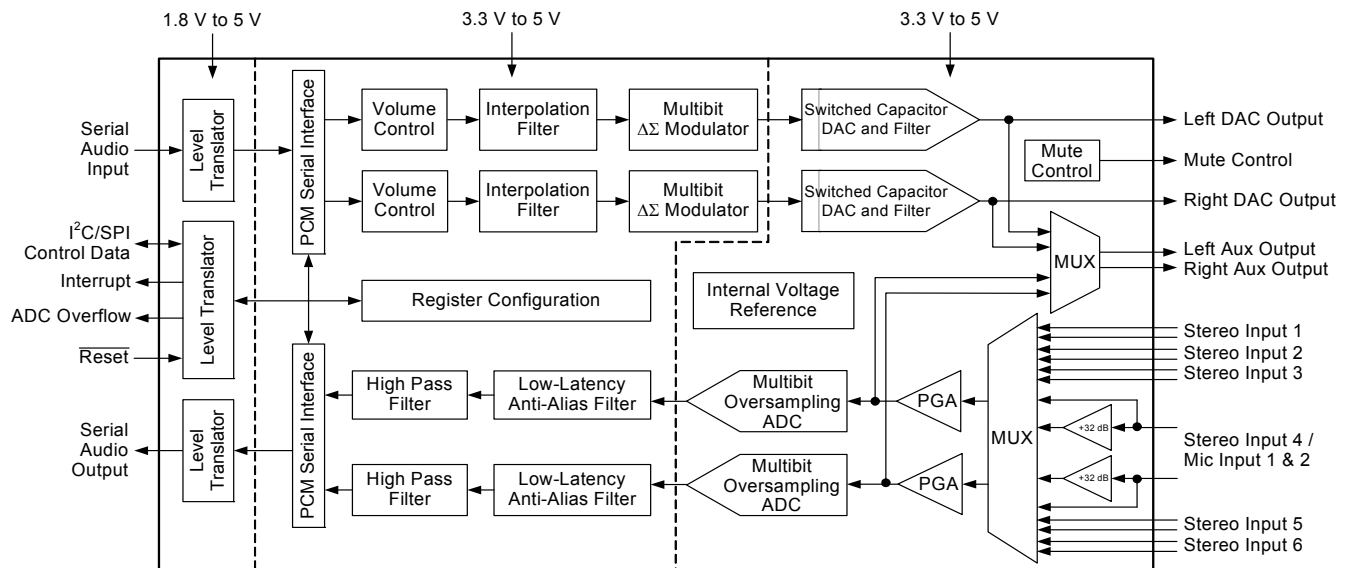 1.8 V to 5 V
3.3 V to 5 V
3.3 V to 5 V
Serial
Audio
Input
Level
Translator
PCM Serial Interface
Volume
Control
Interpolation
Filter
Multibit
ΔΣ Modulator
Switched Capacitor
DAC and Filter
Left DAC Output
Mute
Control
Mute Control
Volume
Control
Interpolation
Filter
Multibit
ΔΣ Modulator
Switched Capacitor
DAC and Filter
Right DAC Output
I²C/SPI
Control Data
Interrupt
ADC Overflow
Reset
Level Translator
Register Configuration
Internal Voltage
Reference
MUX
Left Aux Output
Right Aux Output
Serial
Audio
Output
Level
Translator
PCM Serial Interface
High Pass
Filter
Low-Latency
Anti-Alias Filter
Multibit
Oversampling
ADC
PGA
MUX
High Pass
Filter
Low-Latency
Anti-Alias Filter
Multibit
Oversampling
ADC
PGA
+32 dB
+32 dB
Stereo Input 1
Stereo Input 2
Stereo Input 3
Stereo Input 4 /
Mic Input 1 & 2
Stereo Input 5
Stereo Input 6